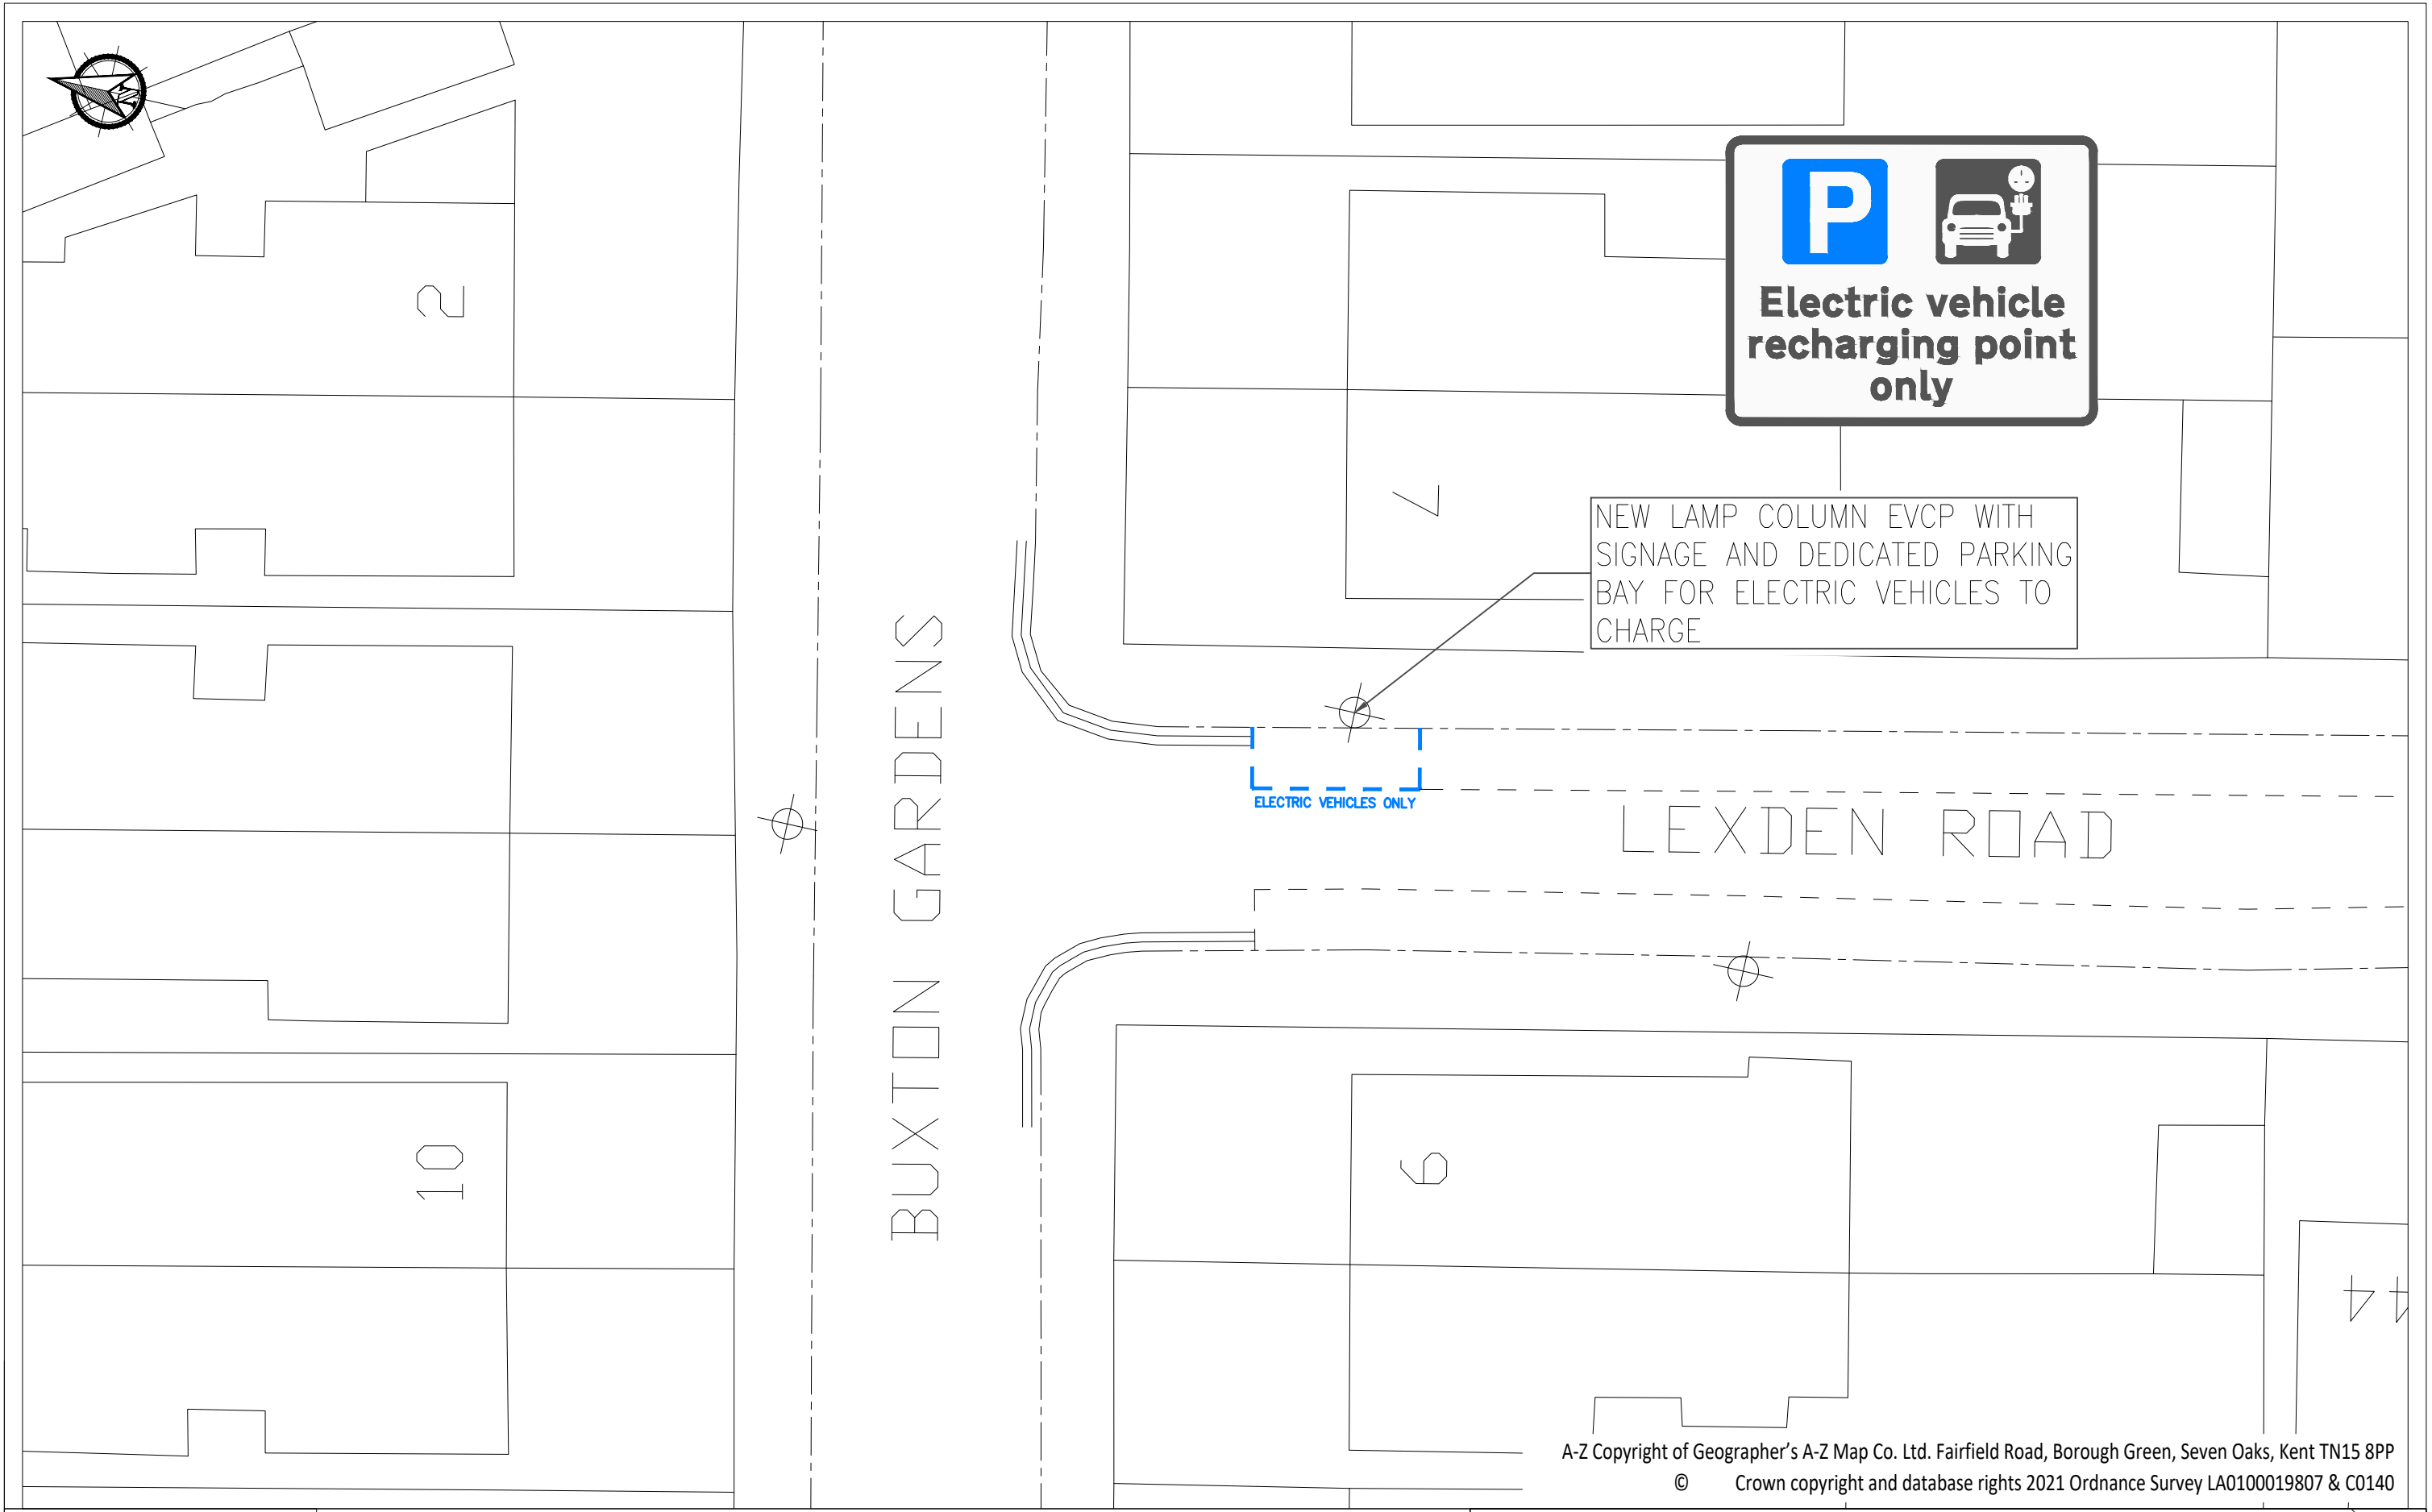 P
Electric vehicle
recharging point
only
2
7
NEW LAMP COLUMN EVCP WITH
SIGNAGE AND DEDICATED PARKING
BAY FOR ELECTRIC VEHICLES TO
CHARGE
BUXTON GARDENS
ELECTRIC VEHICLES ONLY
LEXDEN ROAD
10
6
A-Z Copyright of Geographer's A-Z Map Co. Ltd. Fairfield Road, Borough Green, Seven Oaks, Kent TN15 8PP
© Crown copyright and database rights 2021 Ordnance Survey LA0100019807 & C0140